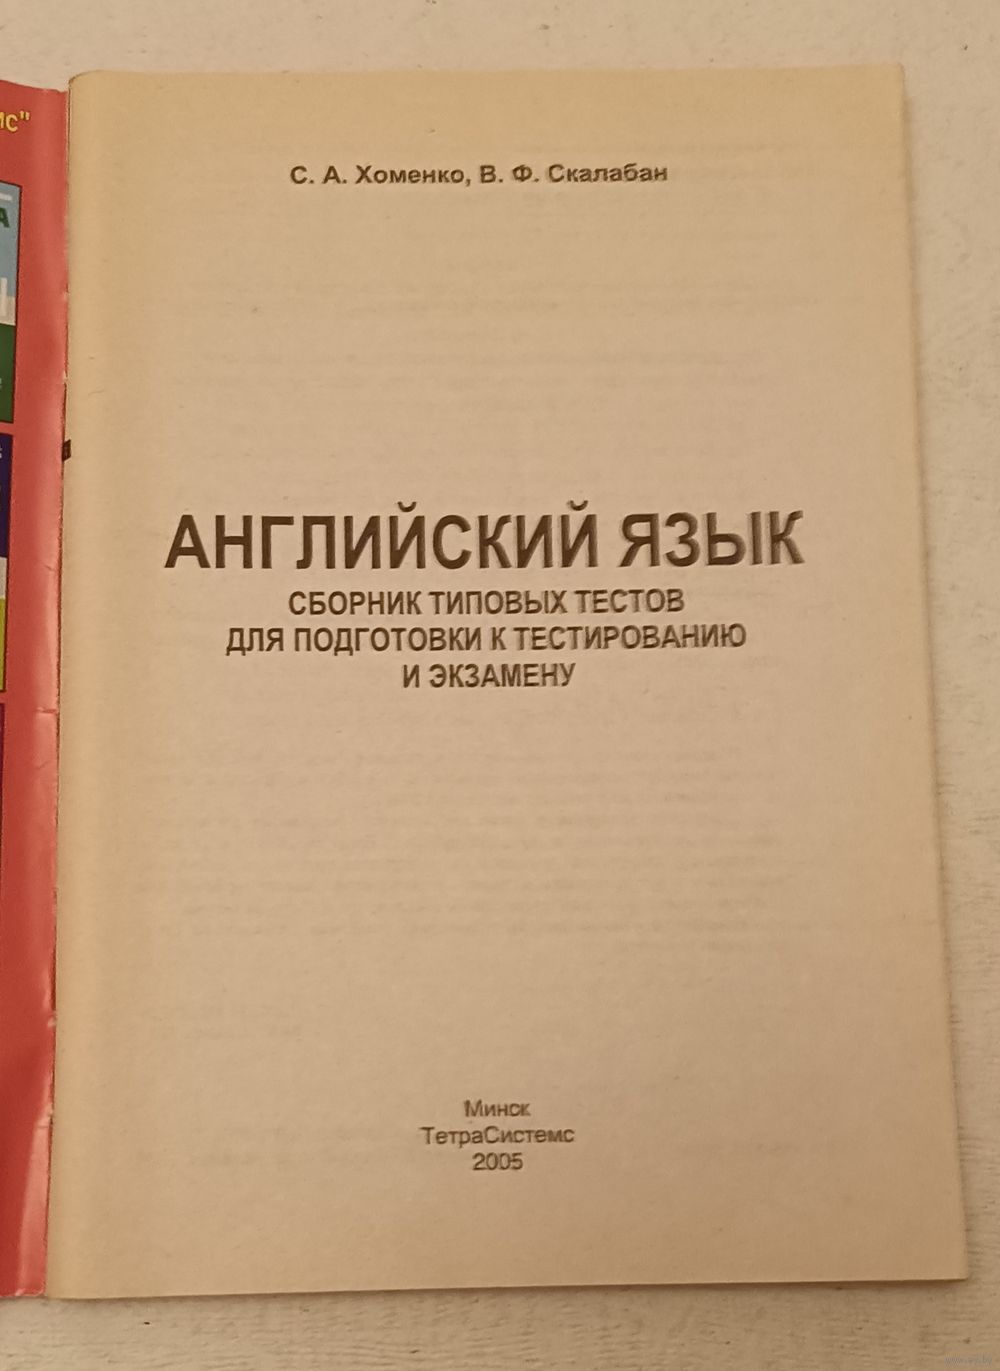 С. А. Хоменко, В. Ф. Скалабан
АНГЛИЙСКИЙ ЯЗЫК
СБОРНИК ТИПОВЫХ ТЕСТОВ
ДЛЯ ПОДГОТОВКИ К ТЕСТИРОВАНИЮ
И ЭКЗАМЕНУ
Минск
ТетраСистемс
2005